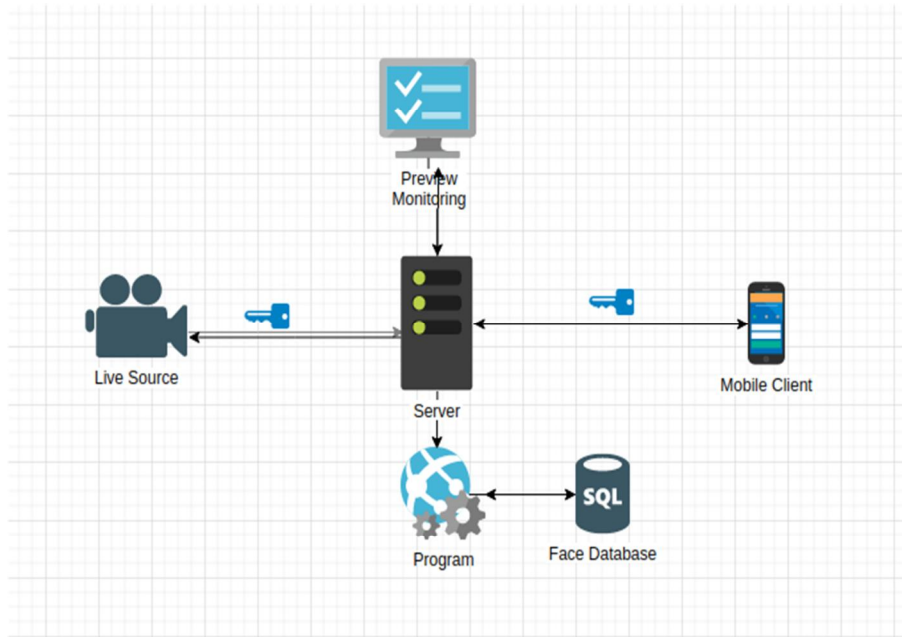 Preview
Monitoring
Live Source
Mobile Client
Server
SQL
Program
Face Database